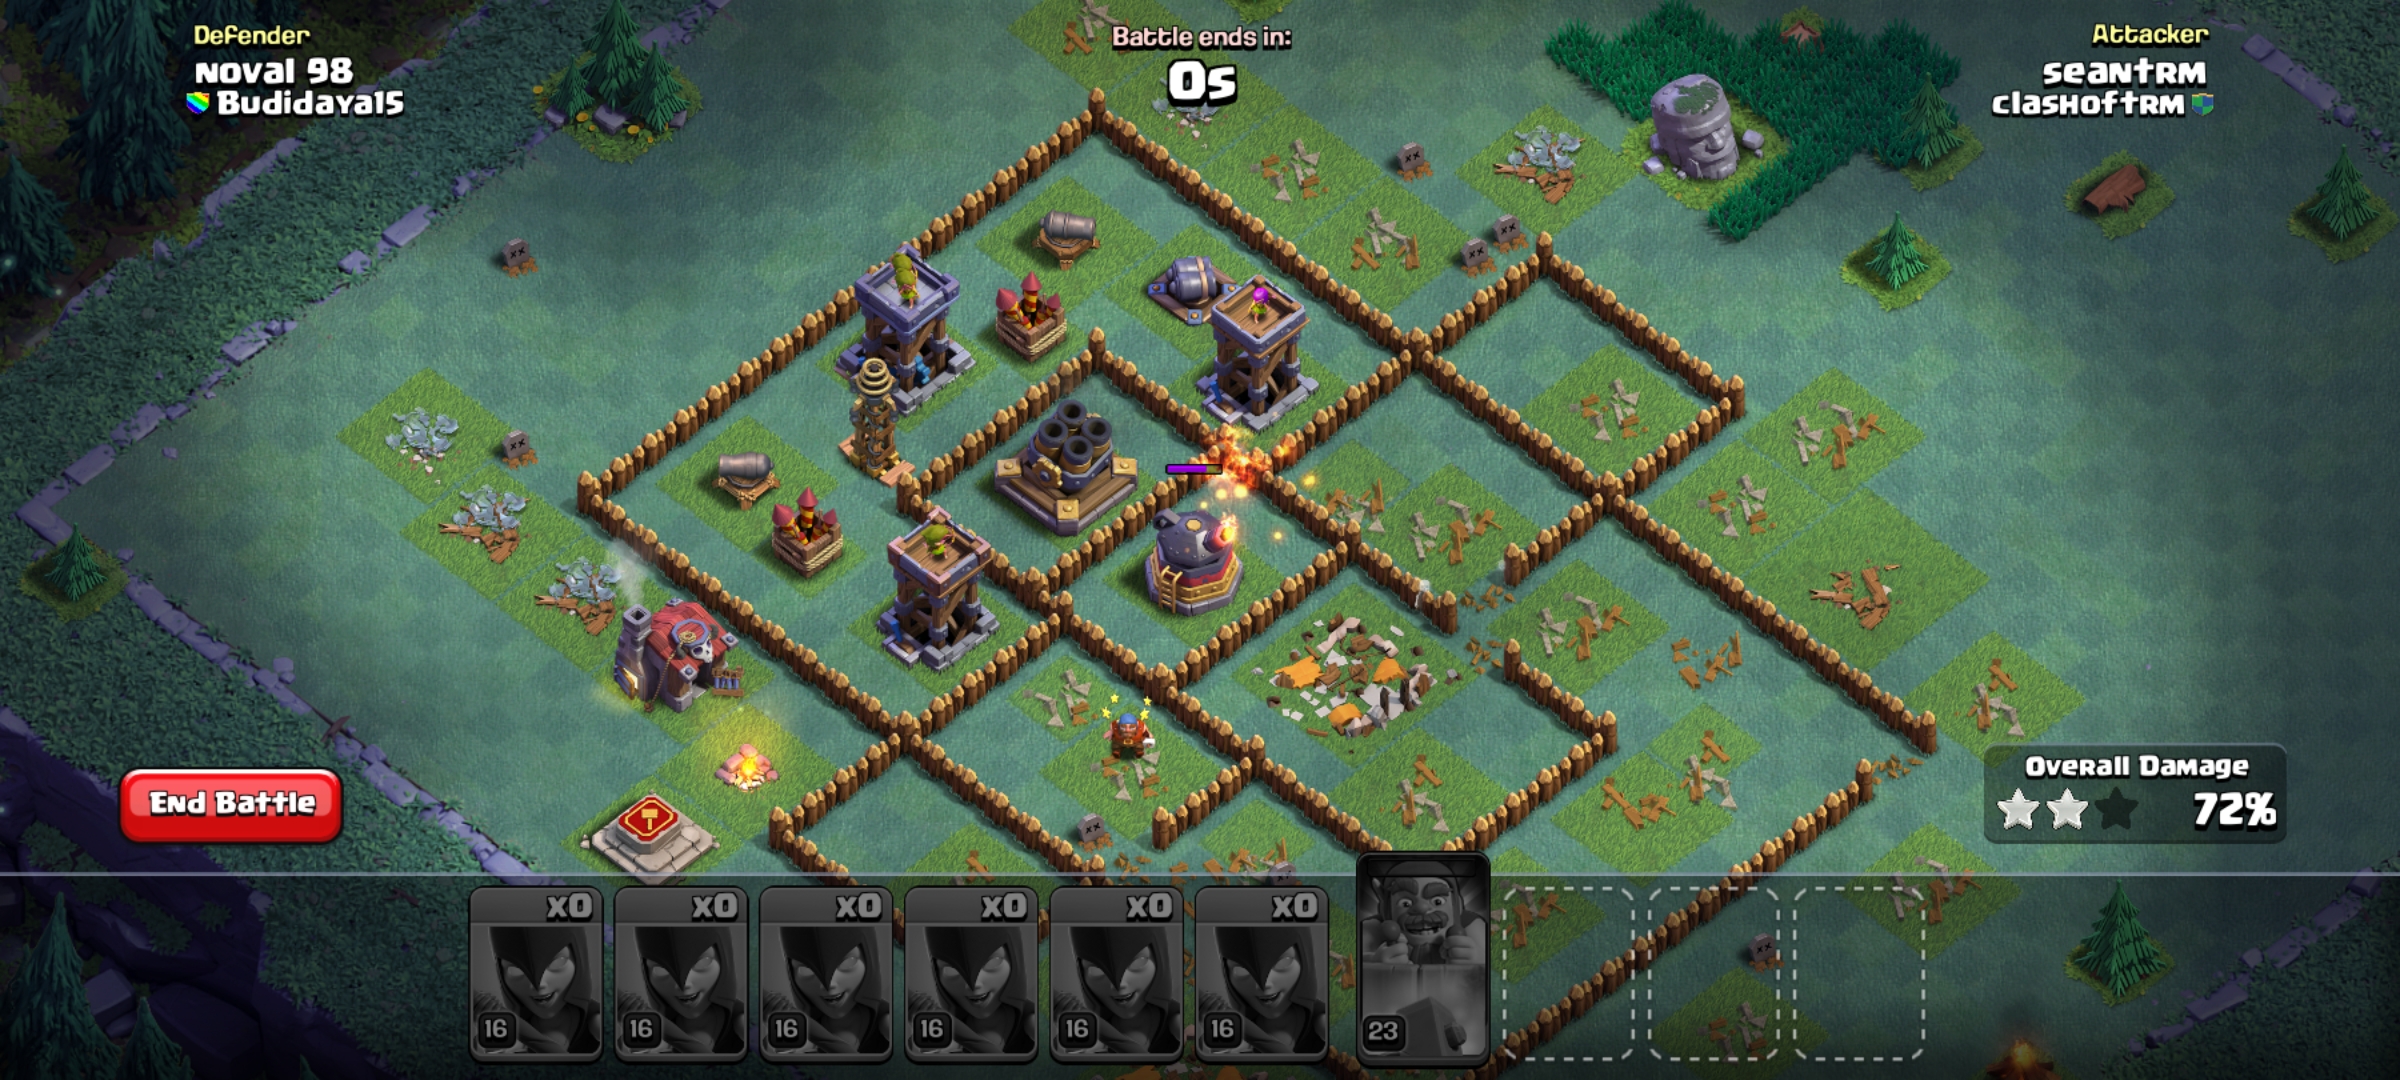 Defender
noval 98
Budidaya15
Battle ends in:
0s
Attacker
seantRM
clashoftRM
Overall Damage
72%
End Battle
x0
x0
x0
x0
x0
x0
16
16
16
16
16
16
23